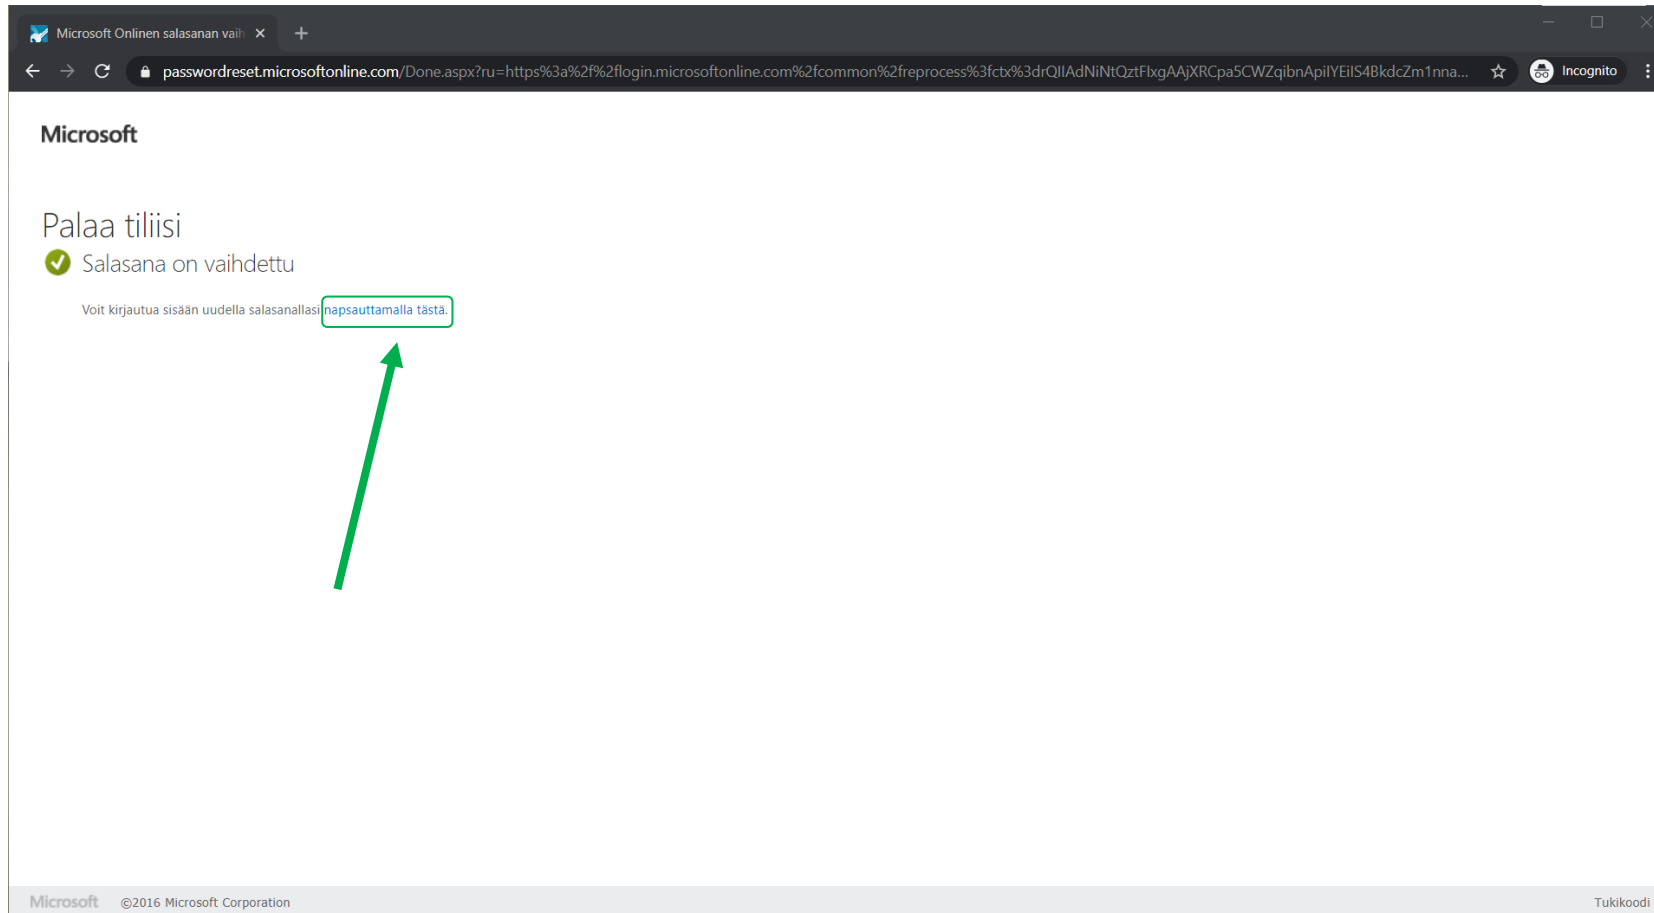 Microsoft Onlinen salasanan vaih
passwordreset.microsoftonline.com/Done.aspx?ru=https%3a%2f%2flogin.microsoftonline.com%2fcommon%2freprocess%3fctx%3drQIIAdNiNtQztFIxgAAjXRCpa5CWZqibnApiIYEiIS4BkdcZm1nna...
Incognito
Microsoft
Palaa tiliisi
Salasana on vaihdettu
Voit kirjautua sisään uudella salasanallasi napsauttamalla tästä.
Microsoft ©2016 Microsoft Corporation Tukikoodi